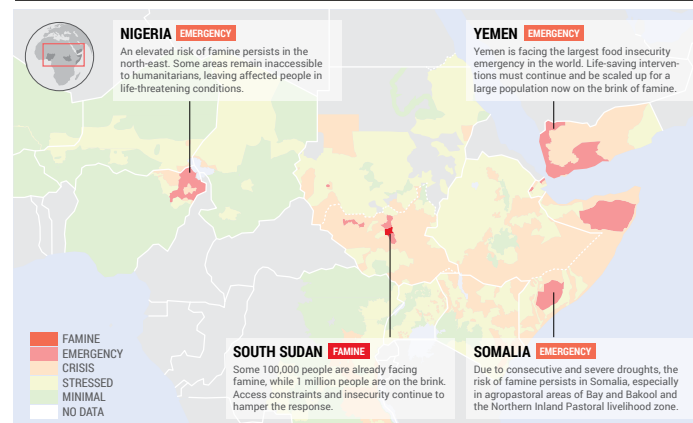 NIGERIA EMERGENCY
An elevated risk of famine persists in the
north-east. Some areas remain inaccessible
to humanitarians, leaving affected people in
life-threatening conditions.
YEMEN EMERGENCY
Yemen is facing the largest food insecurity
emergency in the world. Life-saving interven-
tions must continue and be scaled up for a
large population now on the brink of famine.
FAMINE
EMERGENCY
CRISIS
STRESSED
MINIMAL
NO DATA
SOUTH SUDAN FAMINE
Some 100,000 people are already facing
famine, while 1 million people are on the brink.
Access constraints and insecurity continue to
hamper the response.
SOMALIA EMERGENCY
Due to consecutive and severe droughts, the
risk of famine persists in Somalia, especially
in agropastoral areas of Bay and Bakool and
the Northern Inland Pastoral livelihood zone.